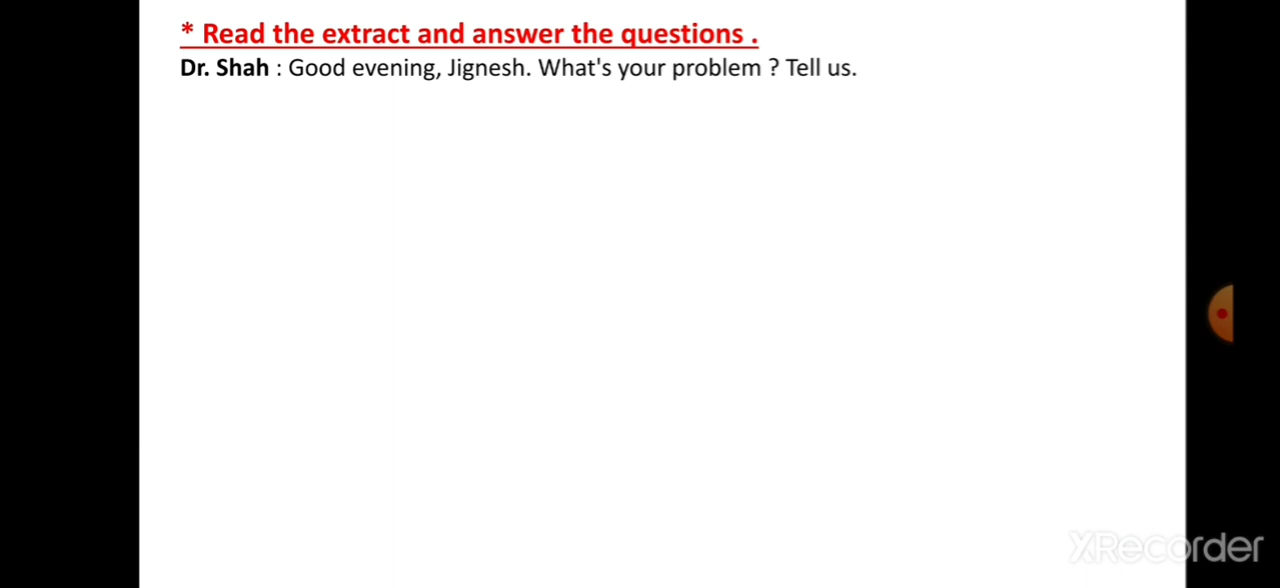 * Read the extract and answer the questions .
Dr. Shah : Good evening, Jignesh. What's your problem ? Tell us.
XRecorder